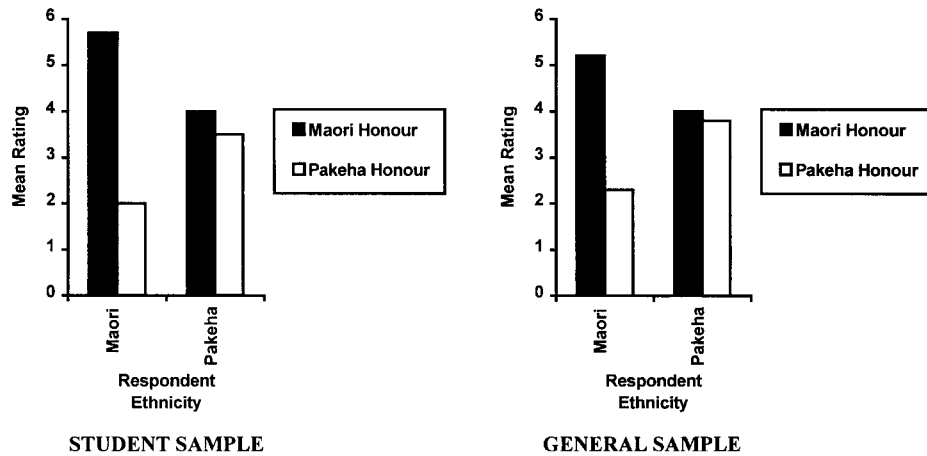 6
5
4
3
2
1
0
Mean Rating
Maori
Pakeha
Respondent
Ethnicity
Maori Honour
Pakeha Honour
STUDENT SAMPLE
6
5
4
3
2
1
0
Mean Rating
Maori
Pakeha
Respondent
Ethnicity
Maori Honour
Pakeha Honour
GENERAL SAMPLE